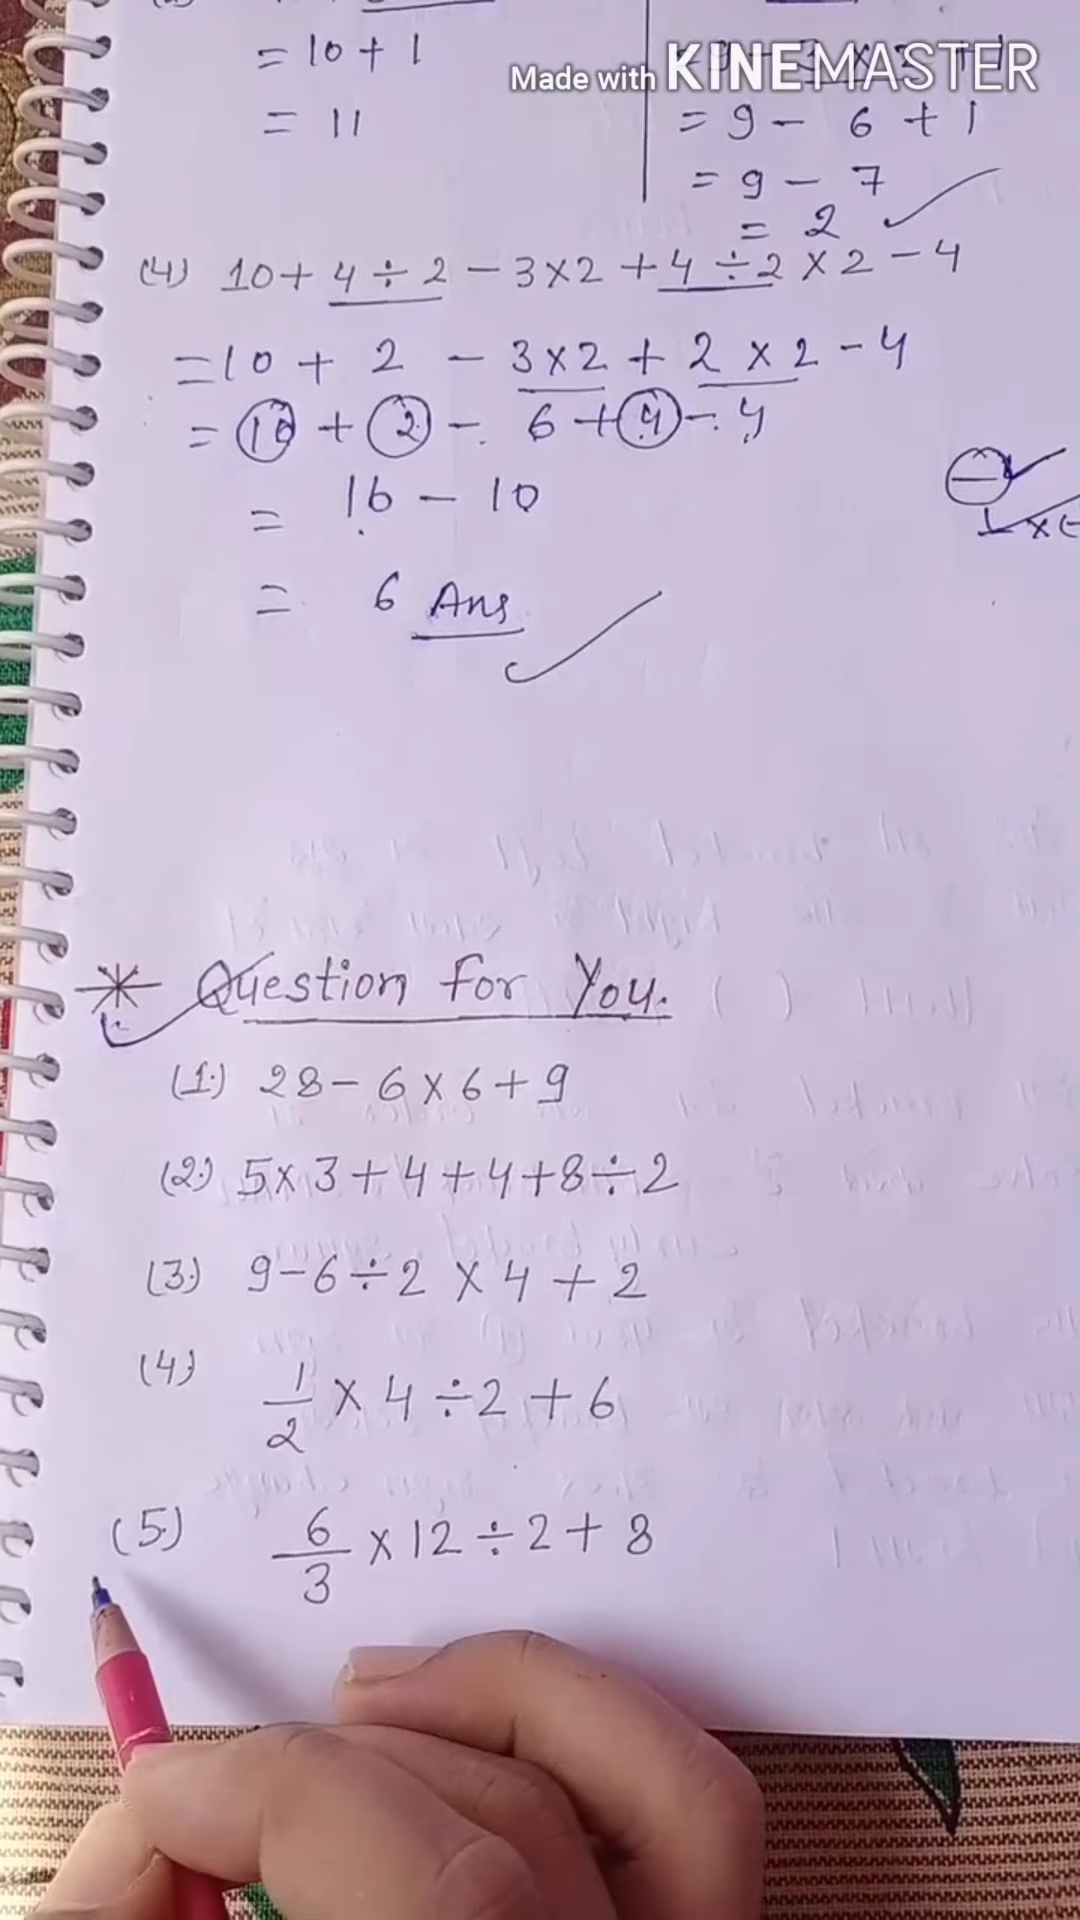 = 10 + 1
Made with KINEMASTER
= 11
= 9 - 6 + 1
= 9 - 7
= 2
(4) 10 + 4 ÷ 2 - 3 × 2 + 4 ÷ 2 × 2 - 4
= 10 + 2 - 3 × 2 + 2 × 2 - 4
= 10 + 2 - 6 + 4 - 4
= 16 - 10
= 6 Ans
Question For You.
(1.) 28 - 6 × 6 + 9
(2.) 5 × 3 + 4 + 4 + 8 ÷ 2
(3.) 9 - 6 ÷ 2 × 4 + 2
(4.) 1/2 × 4 ÷ 2 + 6
(5.) 6/3 × 12 ÷ 2 + 8